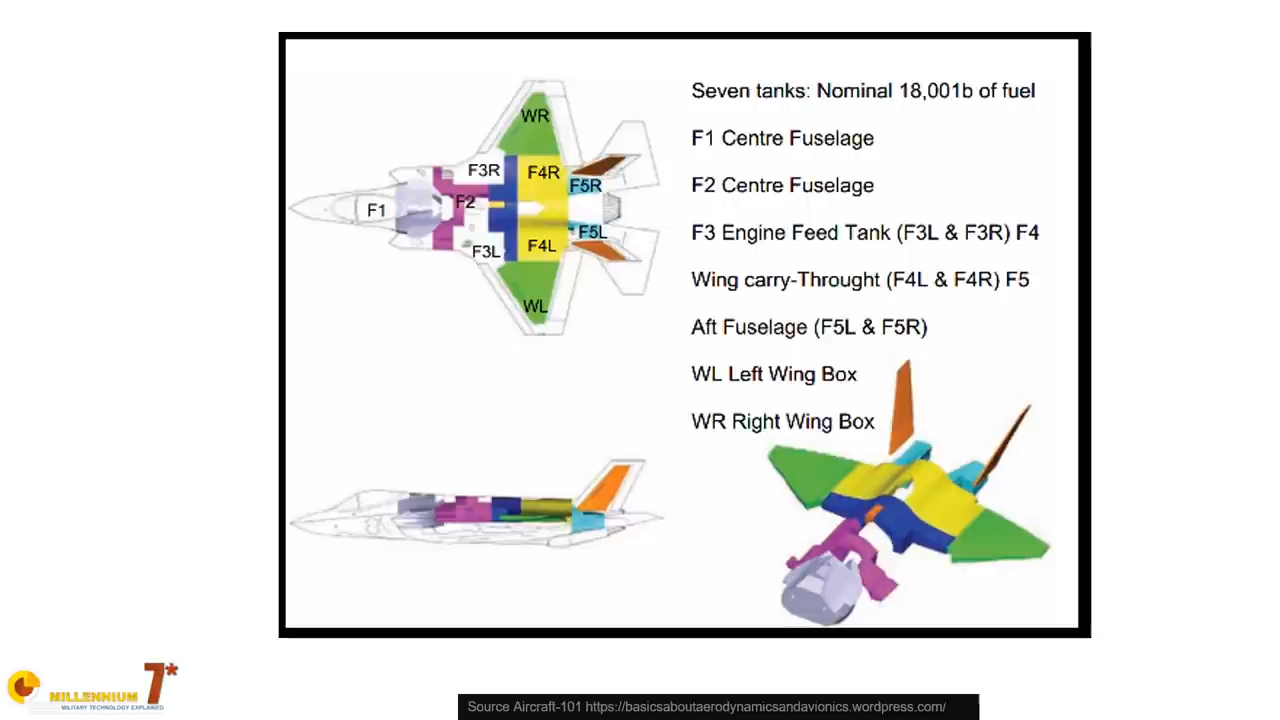 Seven tanks: Nominal 18,001b of fuel
F1 Centre Fuselage
F2 Centre Fuselage
F3 Engine Feed Tank (F3L & F3R) F4
Wing carry-Throught (F4L & F4R) F5
Aft Fuselage (F5L & F5R)
WL Left Wing Box
WR Right Wing Box
WR
F3R
F4R
F5R
F1
F2
F5L
F3L
F4L
WL
MILLENNIUM 7*
MILITARY TECHNOLOGY EXPLAINED
Source Aircraft-101 https://basicsaboutaerodynamicsandavionics.wordpress.com/